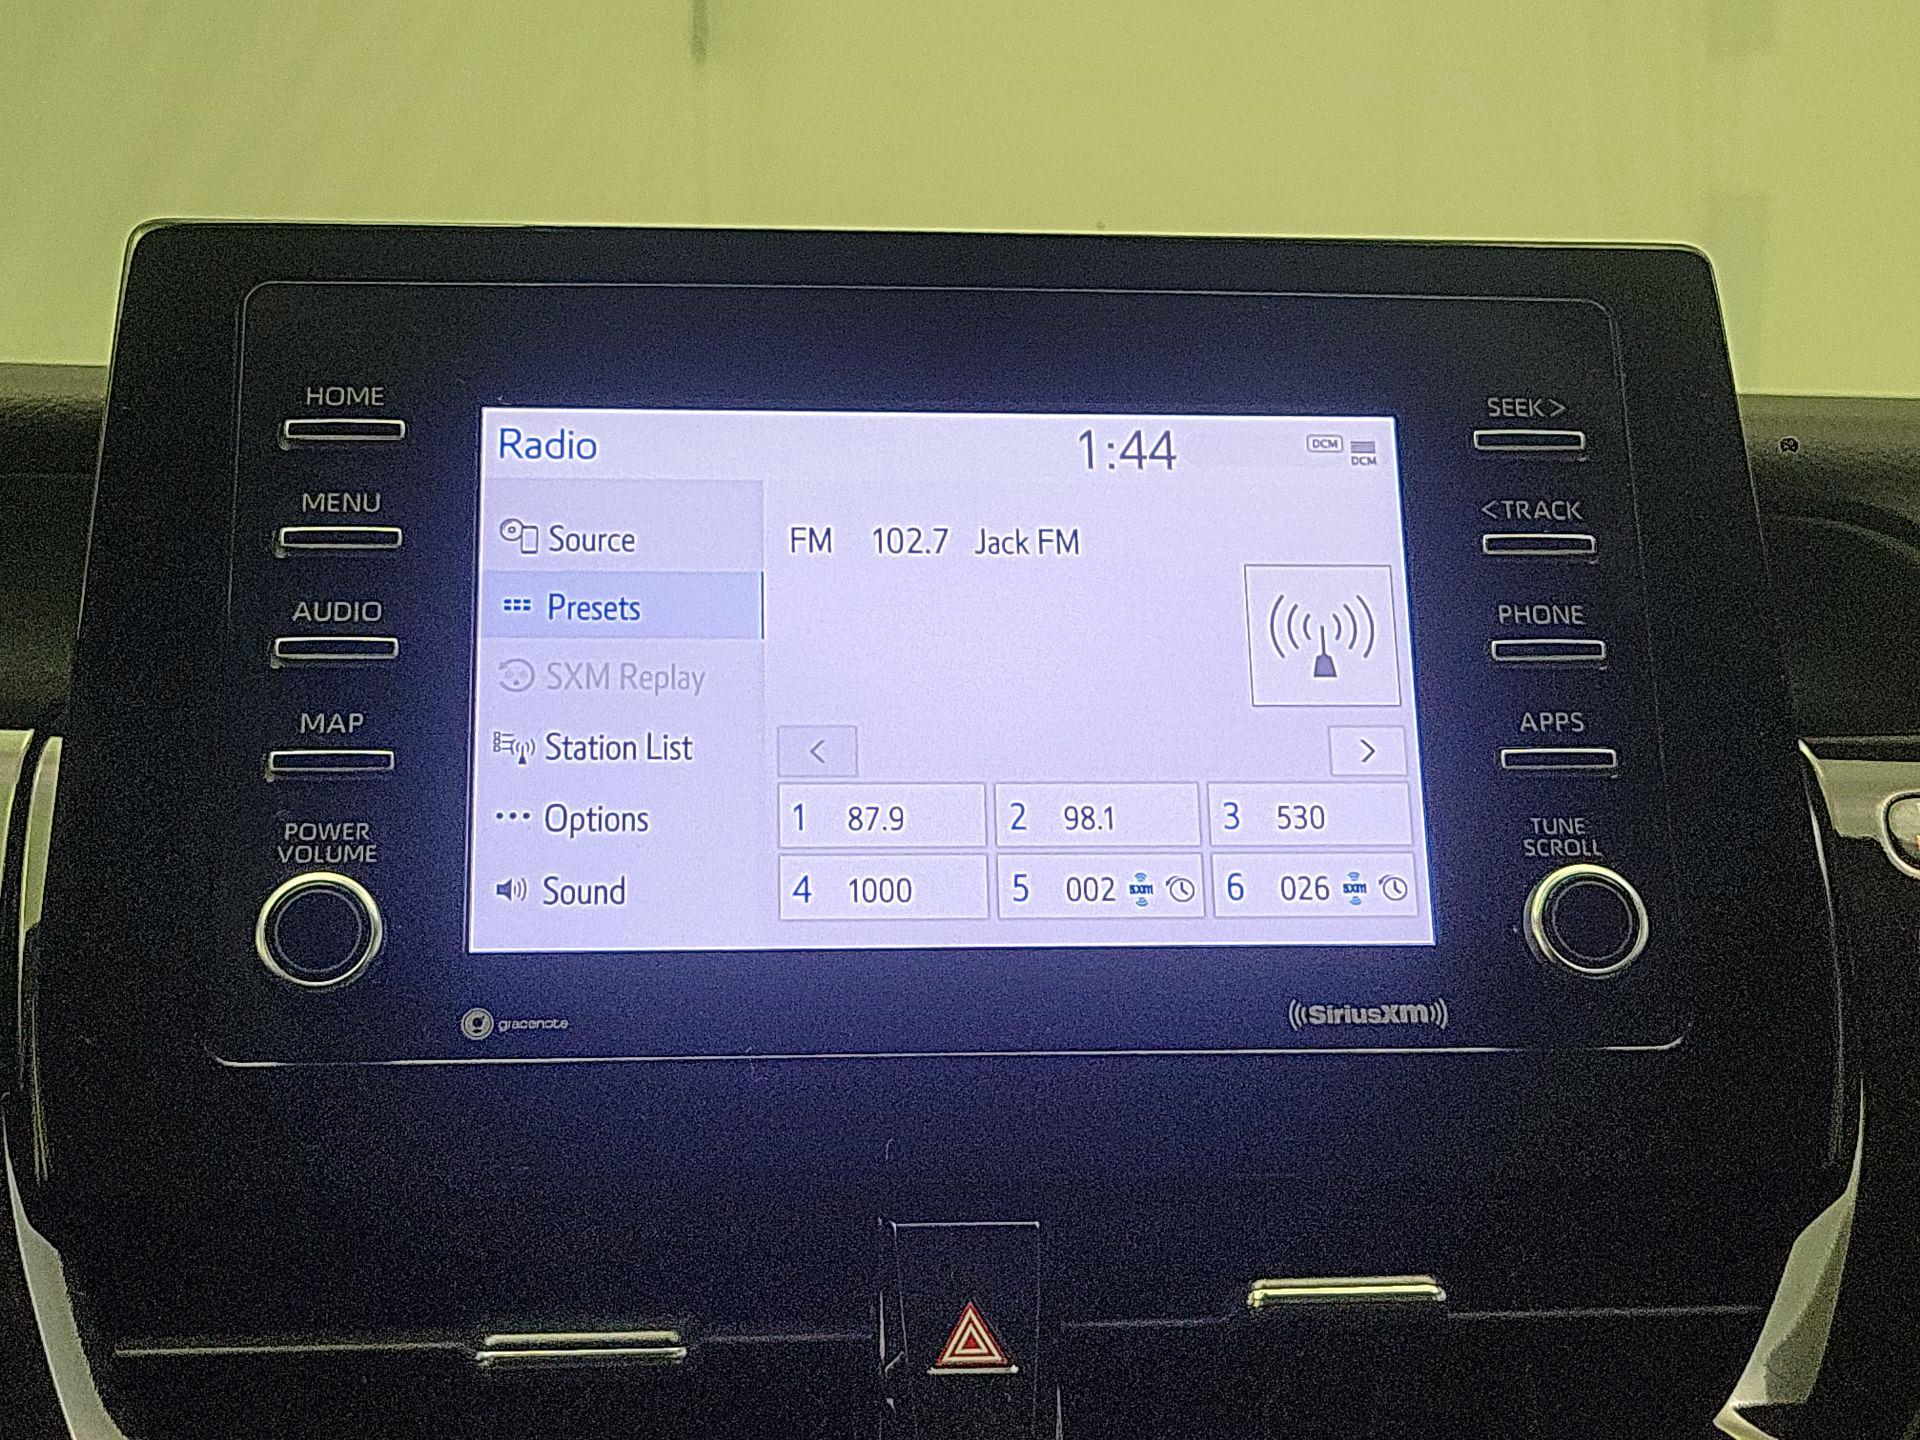 HOME
MENU
AUDIO
MAP
POWER
VOLUME
Radio
1:44
DCM
DCM
Source
Presets
SXM Replay
Station List
Options
Sound
FM 102.7 Jack FM
<
>
1 87.9
2 98.1
3 530
4 1000
5 002 SXM
6 026 SXM
SEEK >
< TRACK
PHONE
APPS
TUNE
SCROLL
gracenote
((SiriusXM))